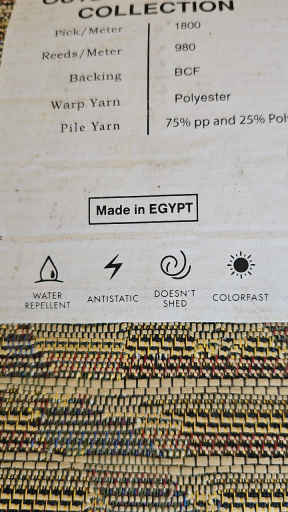 COLLECTION
Pick/Meter 1800
Reeds/Meter 980
Backing BCF
Warp Yarn Polyester
Pile Yarn 75% pp and 25%
Made in EGYPT
WATER REPELLENT
ANTISTATIC
DOESN'T SHED
COLORFAST